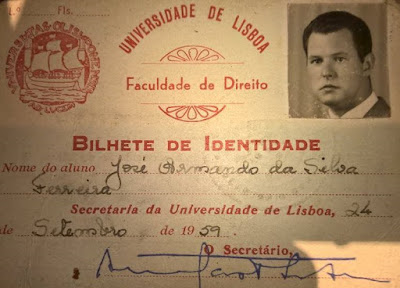 L.º Fls.
UNIVERSIDADE DE LISBOA
Faculdade de Direito
BILHETE DE IDENTIDADE
Nome do aluno José Armando da Silva
Ferreira
Secretaria da Universidade de Lisboa, 24
de Setembro de 1959.
O Secretário,